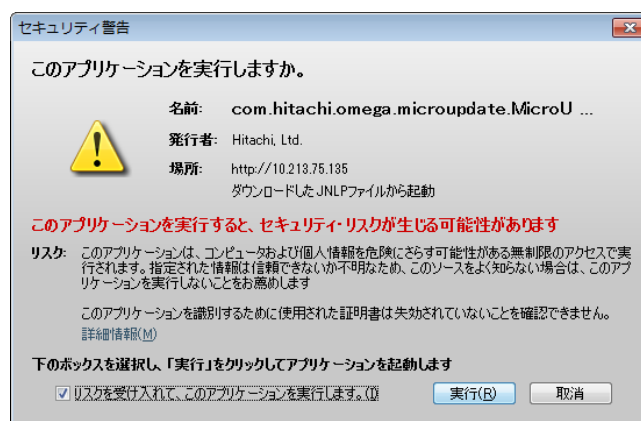 セキュリティ警告
このアプリケーションを実行しますか。
名前: com.hitachi.omega.microupdate.MicroU ...
発行者: Hitachi, Ltd.
場所: http://10.213.75.135
ダウンロードしたJNLPファイルから起動
このアプリケーションを実行すると、セキュリティ・リスクが生じる可能性があります
リスク: このアプリケーションは、コンピュータおよび個人情報を危険にさらす可能性がある無制限のアクセスで実
行されます。指定された情報は信頼できないか不明なため、このソースをよく知らない場合は、このアプ
リケーションを実行しないことをお薦めします
このアプリケーションを識別するために使用された証明書は失効されていないことを確認できません。
詳細情報(M)
下のボックスを選択し、「実行」をクリックしてアプリケーションを起動します
リスクを受け入れて、このアプリケーションを実行します。(I) 実行(R) 取消